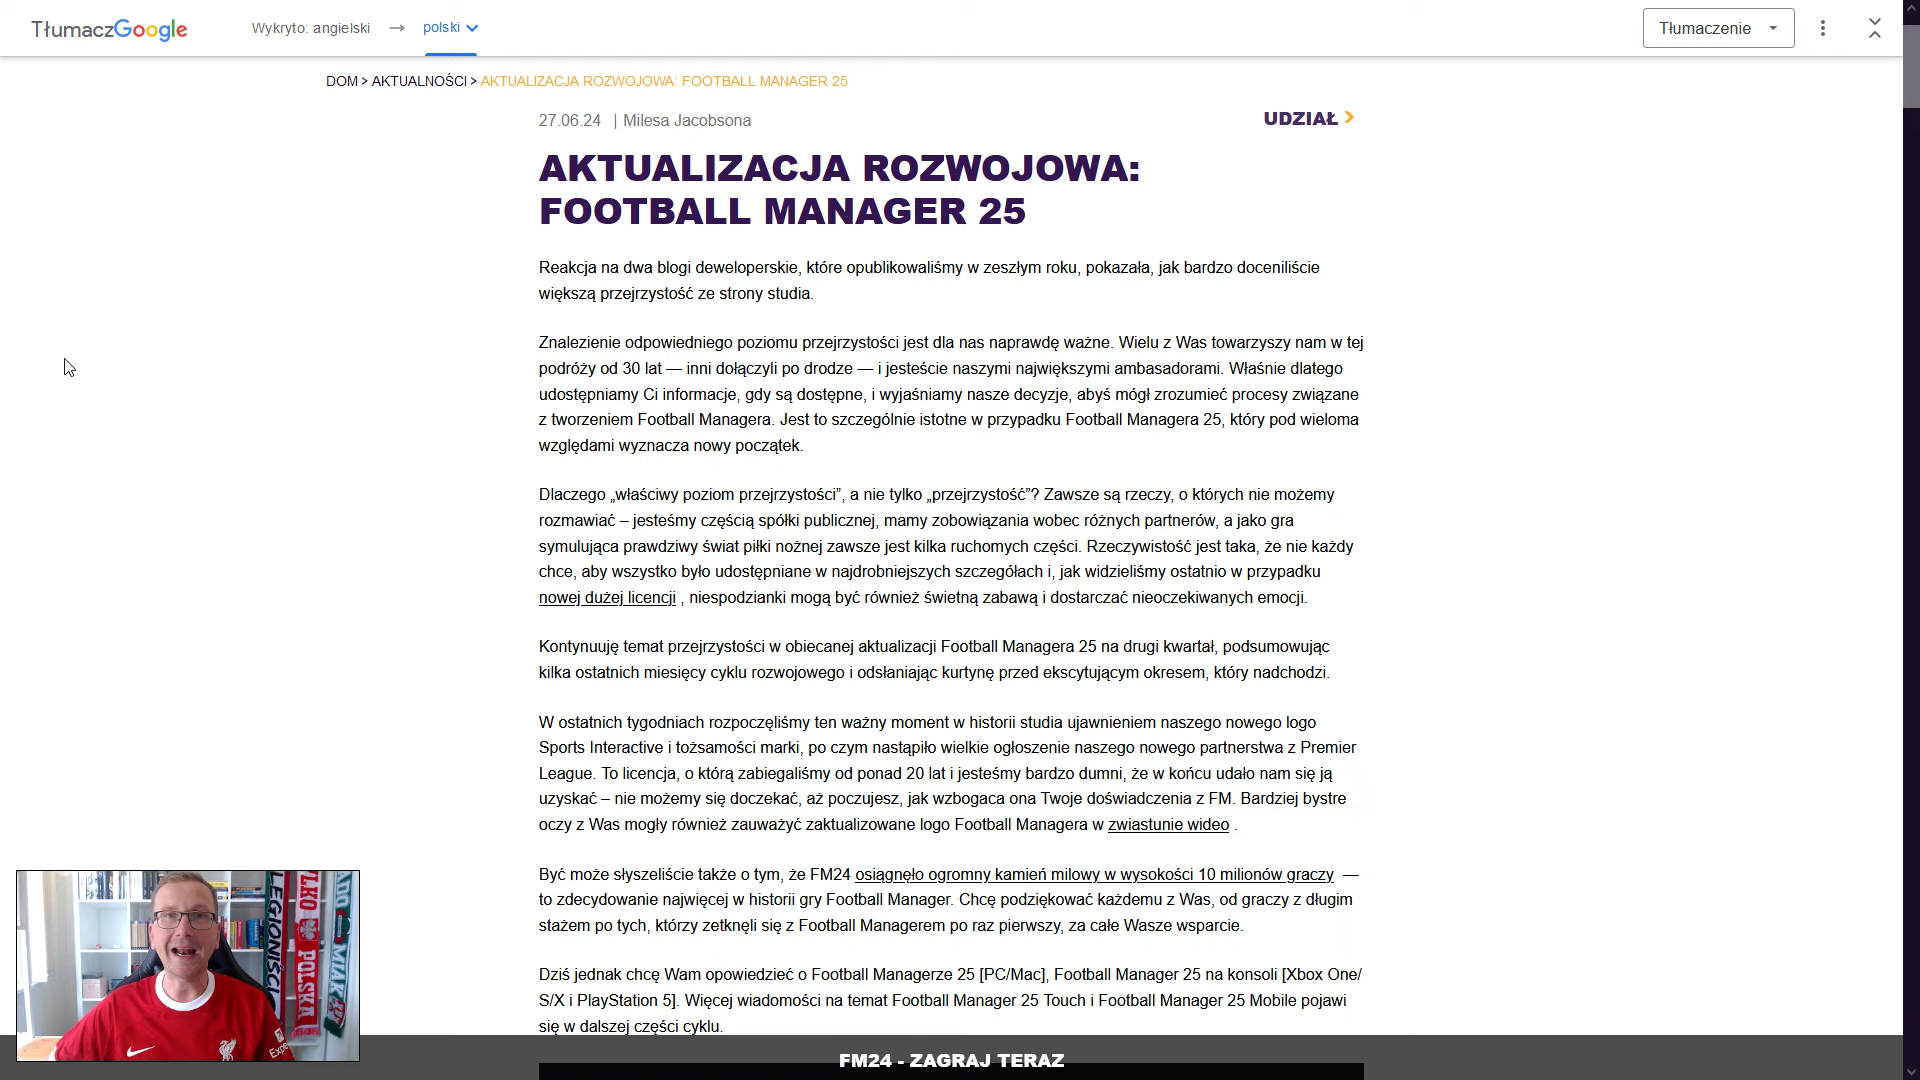 TłumaczGoogle
Wykryto: angielski → polski
Tłumaczenie
DOM > AKTUALNOŚCI > AKTUALIZACJA ROZWOJOWA: FOOTBALL MANAGER 25
27.06.24 | Milesa Jacobsona
UDZIAŁ
AKTUALIZACJA ROZWOJOWA:
FOOTBALL MANAGER 25
Reakcja na dwa blogi deweloperskie, które opublikowaliśmy w zeszłym roku, pokazała, jak bardzo doceniliście
większą przejrzystość ze strony studia.
Znalezienie odpowiedniego poziomu przejrzystości jest dla nas naprawdę ważne. Wielu z Was towarzyszy nam w tej
podróży od 30 lat — inni dołączyli po drodze — i jesteście naszymi największymi ambasadorami. Właśnie dlatego
udostępniamy Ci informacje, gdy są dostępne, i wyjaśniamy nasze decyzje, abyś mógł zrozumieć procesy związane
z tworzeniem Football Managera. Jest to szczególnie istotne w przypadku Football Managera 25, który pod wieloma
względami wyznacza nowy początek.
Dlaczego „właściwy poziom przejrzystości”, a nie tylko „przejrzystość”? Zawsze są rzeczy, o których nie możemy
rozmawiać – jesteśmy częścią spółki publicznej, mamy zobowiązania wobec różnych partnerów, a jako gra
symulująca prawdziwy świat piłki nożnej zawsze jest kilka ruchomych części. Rzeczywistość jest taka, że nie każdy
chce, aby wszystko było udostępniane w najdrobniejszych szczegółach i, jak widzieliśmy ostatnio w przypadku
nowej dużej licencji , niespodzianki mogą być również świetną zabawą i dostarczać nieoczekiwanych emocji.
Kontynuuję temat przejrzystości w obiecanej aktualizacji Football Managera 25 na drugi kwartał, podsumowując
kilka ostatnich miesięcy cyklu rozwojowego i odsłaniając kurtynę przed ekscytującym okresem, który nadchodzi.
W ostatnich tygodniach rozpoczęliśmy ten ważny moment w historii studia ujawnieniem naszego nowego logo
Sports Interactive i tożsamości marki, po czym nastąpiło wielkie ogłoszenie naszego nowego partnerstwa z Premier
League. To licencja, o którą zabiegaliśmy od ponad 20 lat i jesteśmy bardzo dumni, że w końcu udało nam się ją
uzyskać – nie możemy się doczekać, aż poczujesz, jak wzbogaca ona Twoje doświadczenia z FM. Bardziej bystre
oczy z Was mogły również zauważyć zaktualizowane logo Football Managera w zwiastunie wideo .
Być może słyszeliście także o tym, że FM24 osiągnęło ogromny kamień milowy w wysokości 10 milionów graczy —
to zdecydowanie najwięcej w historii gry Football Manager. Chcę podziękować każdemu z Was, od graczy z długim
stażem po tych, którzy zetknęli się z Football Managerem po raz pierwszy, za całe Wasze wsparcie.
Dziś jednak chcę Wam opowiedzieć o Football Managerze 25 [PC/Mac], Football Manager 25 na konsoli [Xbox One/
S/X i PlayStation 5]. Więcej wiadomości na temat Football Manager 25 Touch i Football Manager 25 Mobile pojawi
się w dalszej części cyklu.
LEGIONIŚCI
POLSKA
FM24 - ZAGRAJ TERAZ